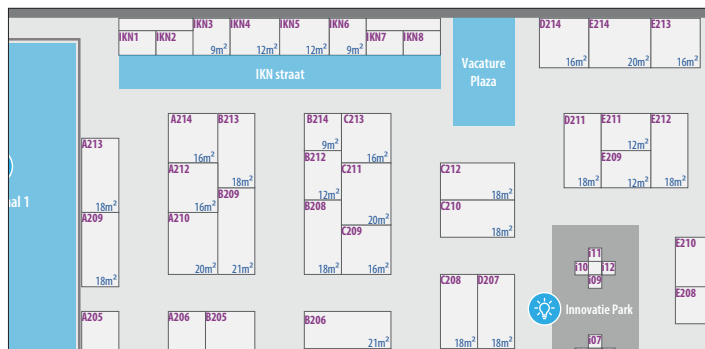 IKN1
IKN2
IKN3
9m²
IKN4
12m²
IKN5
12m²
IKN6
9m²
IKN7
IKN8
IKN straat
Vacature
Plaza
D214
16m²
E214
20m²
E213
16m²
A213
18m²
A209
18m²
A205
A214
16m²
A212
16m²
A210
20m²
B213
18m²
B209
21m²
A206
B205
B214
9m²
B212
12m²
B208
18m²
C213
16m²
C211
20m²
C209
16m²
B206
21m²
C212
18m²
C210
18m²
C208
18m²
D207
18m²
D211
18m²
E211
12m²
E209
12m²
E212
18m²
i11
i10
i12
i09
Innovatie Park
i07
E210
E208
al 1